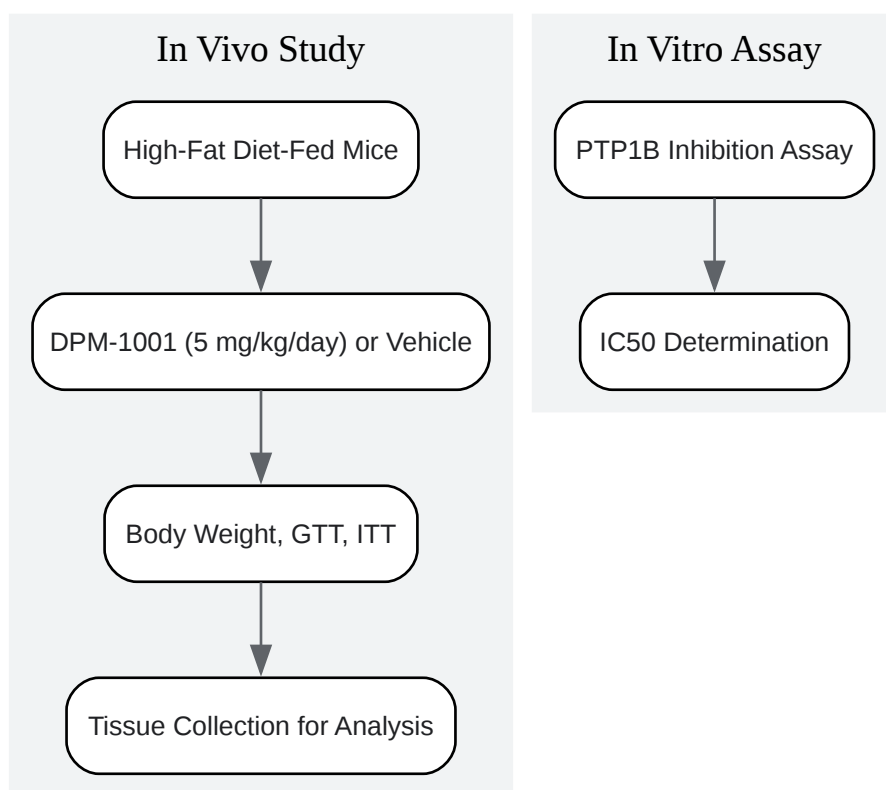 In Vivo Study
High-Fat Diet-Fed Mice
DPM-1001 (5 mg/kg/day) or Vehicle
Body Weight, GTT, ITT
Tissue Collection for Analysis
In Vitro Assay
PTP1B Inhibition Assay
IC50 Determination